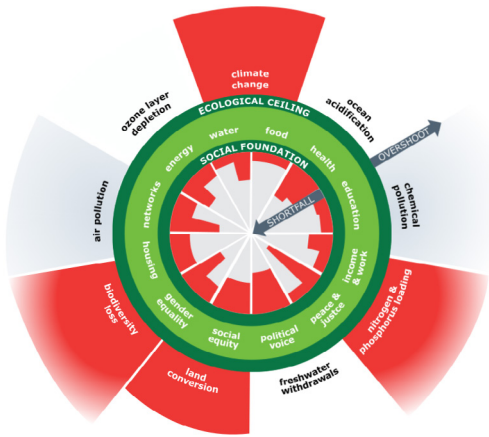 climate
change
ECOLOGICAL CEILING
ozone layer
depletion
ocean
acidification
OVERSHOOT
water
food
energy
health
SOCIAL FOUNDATION
networks
education
SHORTFALL
air pollution
chemical
pollution
housing
income
& work
gender
equality
peace &
justce
social
equity
political
voice
biodiversity
loss
nitrogen &
phosphorus loading
land
conversion
freshwater
withdrawals